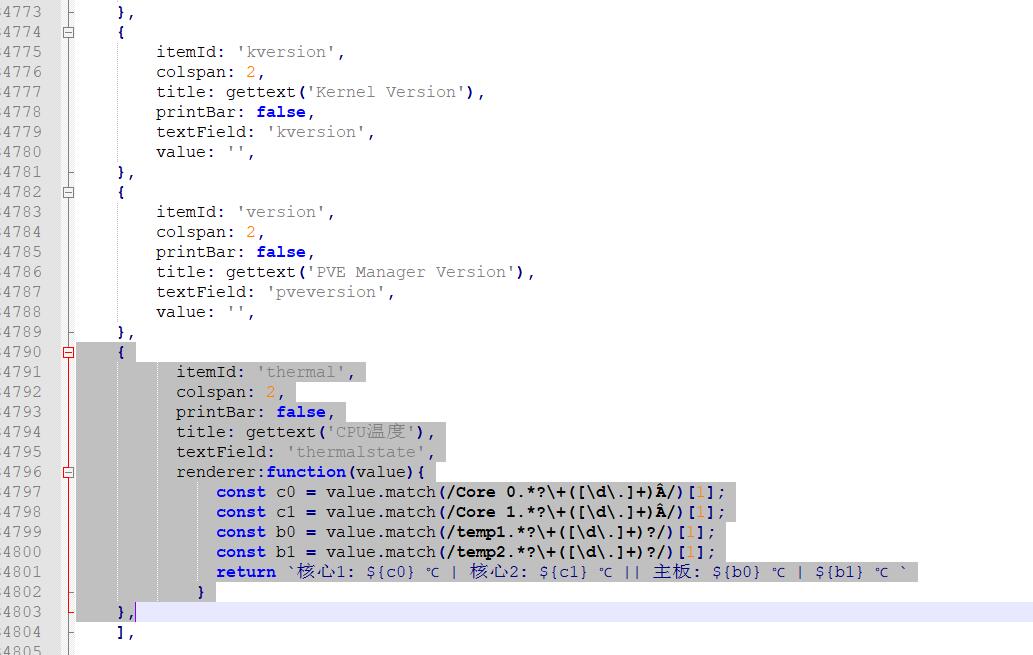 4773 },
4774 {
4775 itemId: 'kversion',
4776 colspan: 2,
4777 title: gettext('Kernel Version'),
4778 printBar: false,
4779 textField: 'kversion',
4780 value: '',
4781 },
4782 {
4783 itemId: 'version',
4784 colspan: 2,
4785 printBar: false,
4786 title: gettext('PVE Manager Version'),
4787 textField: 'pveversion',
4788 value: '',
4789 },
4790 {
4791 itemId: 'thermal',
4792 colspan: 2,
4793 printBar: false,
4794 title: gettext('CPU温度'),
4795 textField: 'thermalstate',
4796 renderer:function(value){
4797 const c0 = value.match(/Core 0.*?\+([\d\.]+)Â/)[1];
4798 const c1 = value.match(/Core 1.*?\+([\d\.]+)Â/)[1];
4799 const b0 = value.match(/temp1.*?\+([\d\.]+)?/)[1];
4800 const b1 = value.match(/temp2.*?\+([\d\.]+)?/)[1];
4801 return `核心1: ${c0} ℃ | 核心2: ${c1} ℃ || 主板: ${b0} ℃ | ${b1} ℃ `
4802 }
4803 },
4804 ],
4805